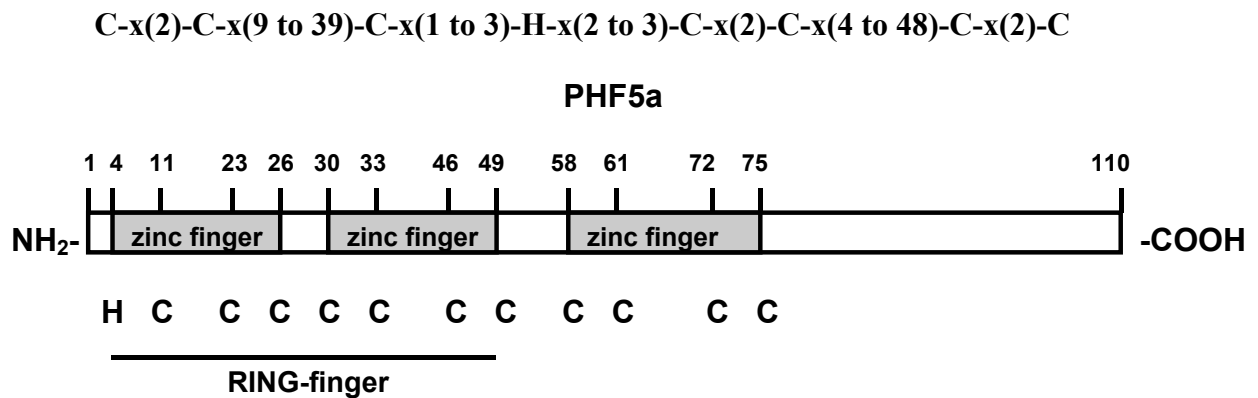 C-x(2)-C-x(9 to 39)-C-x(1 to 3)-H-x(2 to 3)-C-x(2)-C-x(4 to 48)-C-x(2)-C
PHF5a
1 4 11 23 26 30 33 46 49 58 61 72 75 110
NH₂- zinc finger zinc finger zinc finger -COOH
H C C C C C C C C C C C
RING-finger